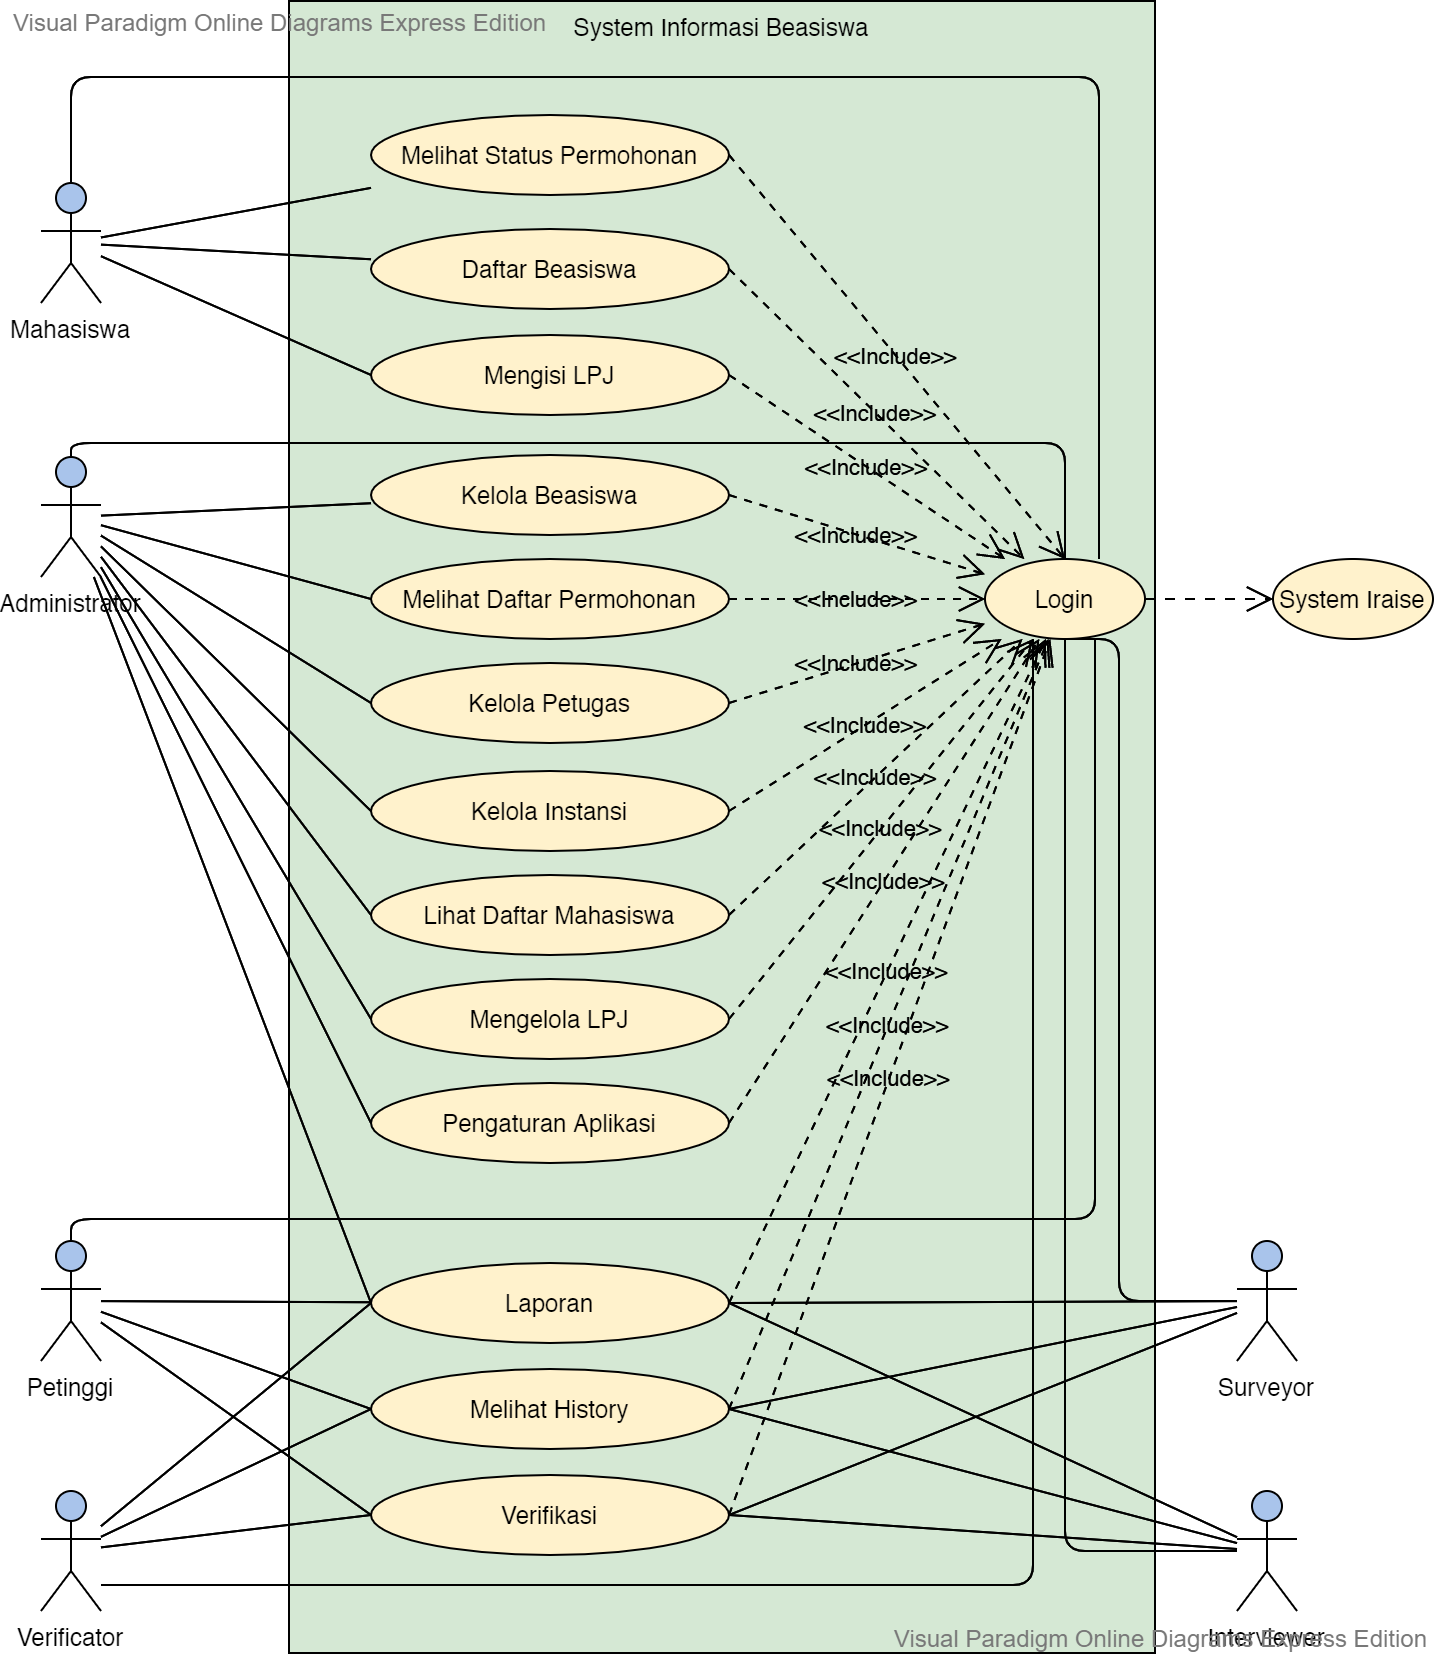 Visual Paradigm Online Diagrams Express Edition
System Informasi Beasiswa
Melihat Status Permohonan
Daftar Beasiswa
Mahasiswa
<<Include>>
Mengisi LPJ
<<Include>>
<<Include>>
Kelola Beasiswa
<<Include>>
Administrator
Melihat Daftar Permohonan
<<Include>>
Login
System Iraise
<<Include>>
Kelola Petugas
<<Include>>
<<Include>>
Kelola Instansi
<<Include>>
<<Include>>
Lihat Daftar Mahasiswa
<<Include>>
Mengelola LPJ
<<Include>>
<<Include>>
Pengaturan Aplikasi
Laporan
Petinggi
Surveyor
Melihat History
Verifikasi
Verificator
Interviewer
Visual Paradigm Online Diagrams Express Edition